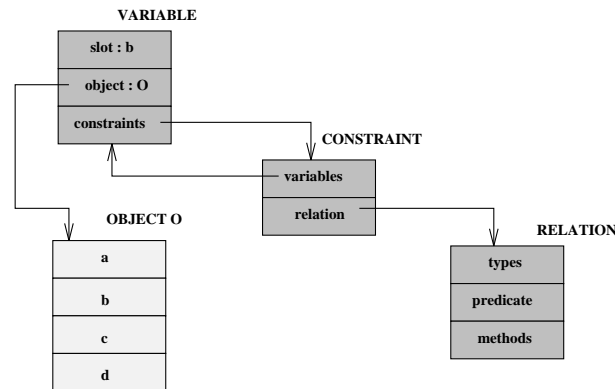 VARIABLE
slot : b
object : O
constraints
CONSTRAINT
variables
relation
OBJECT O
a
b
c
d
RELATION
types
predicate
methods